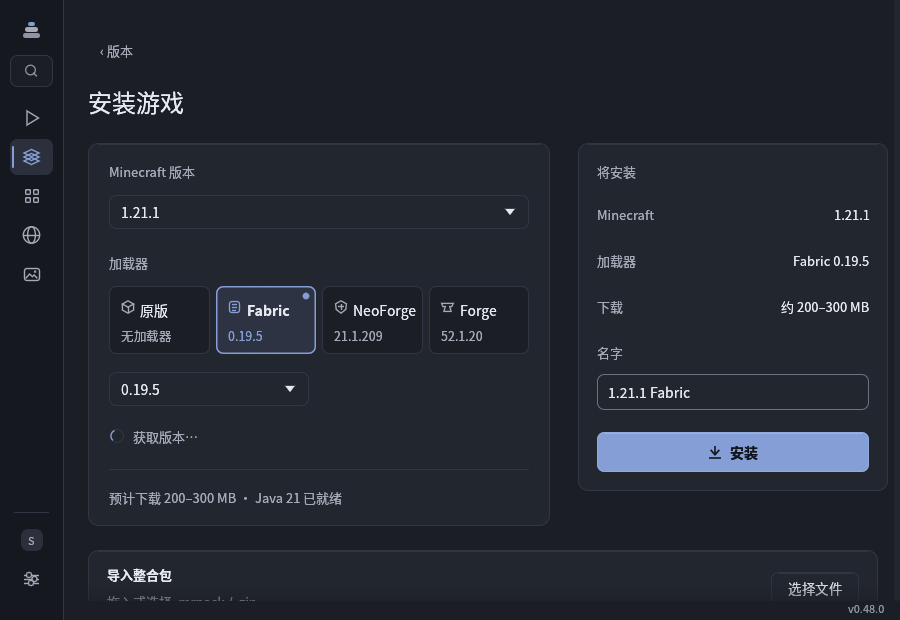 ‹ 版本
安装游戏
Minecraft 版本
1.21.1
加载器
原版
无加载器
Fabric
0.19.5
NeoForge
21.1.209
Forge
52.1.20
0.19.5
获取版本…
预计下载 200–300 MB • Java 21 已就绪
将安装
Minecraft 1.21.1
加载器 Fabric 0.19.5
下载 约 200–300 MB
名字
1.21.1 Fabric
安装
导入整合包
选择文件
S
v0.48.0